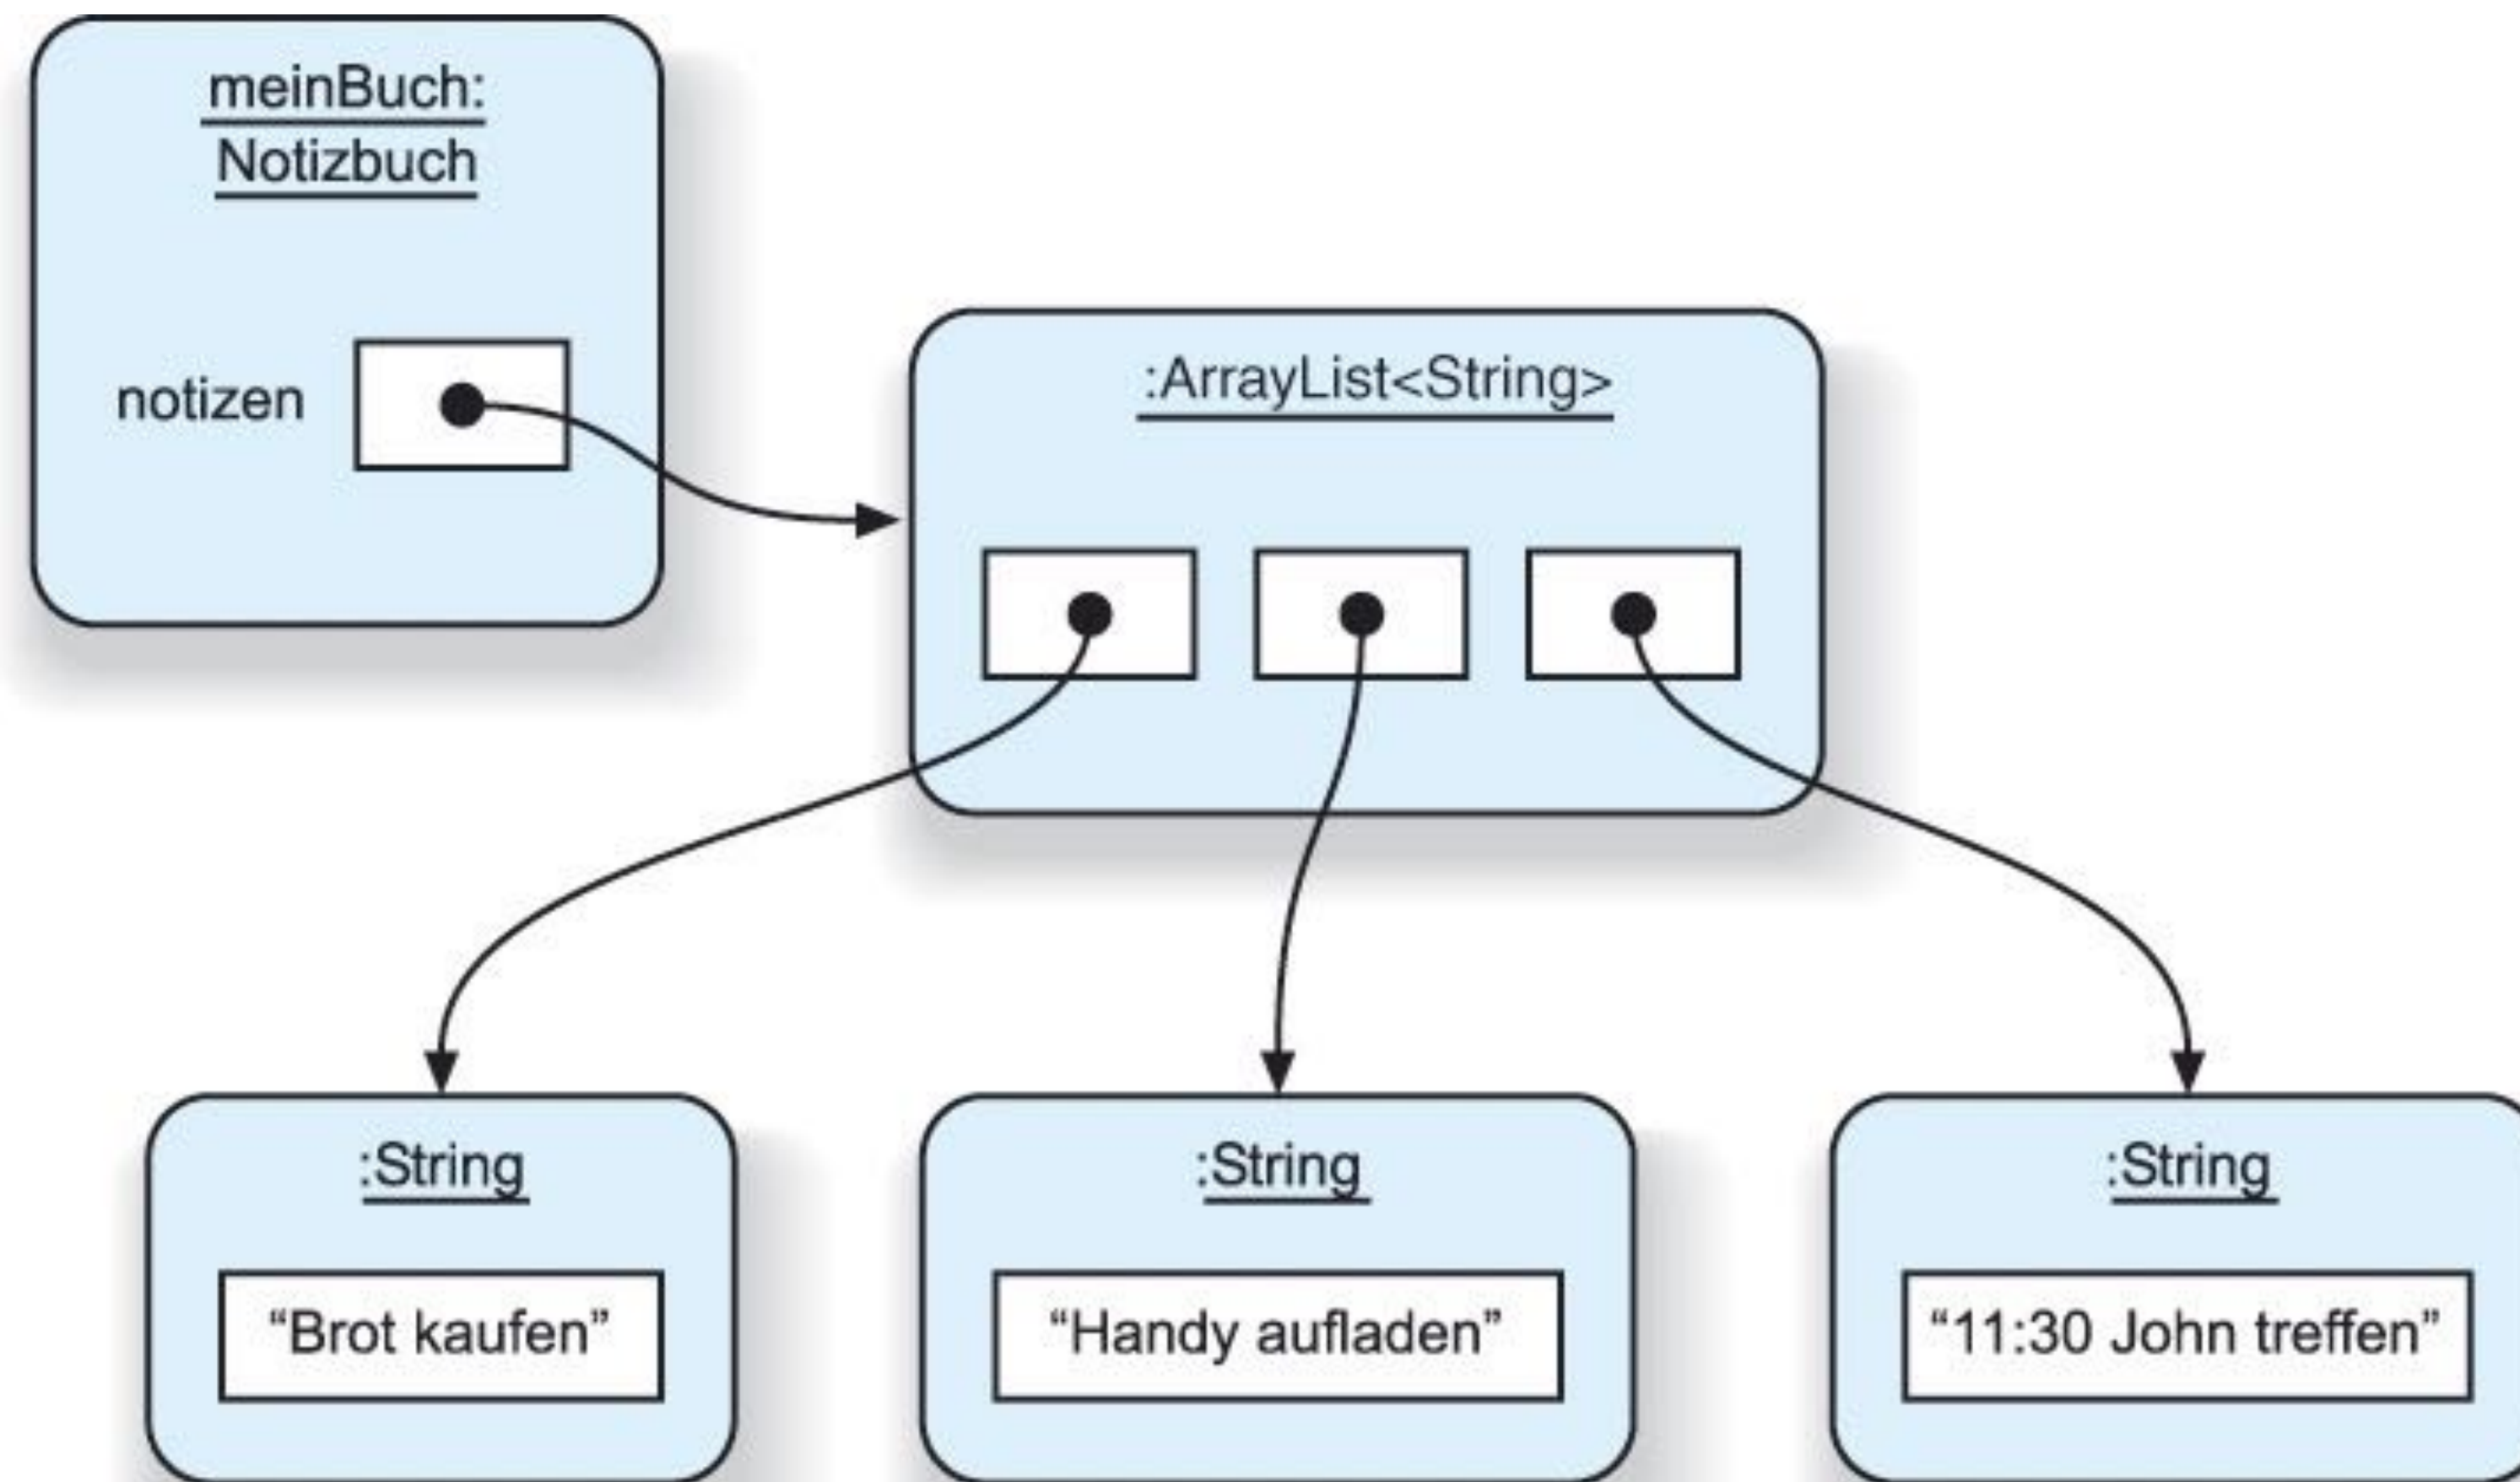 meinBuch:
Notizbuch
notizen
:ArrayList<String>
:String
“Brot kaufen”
:String
“Handy aufladen”
:String
“11:30 John treffen”